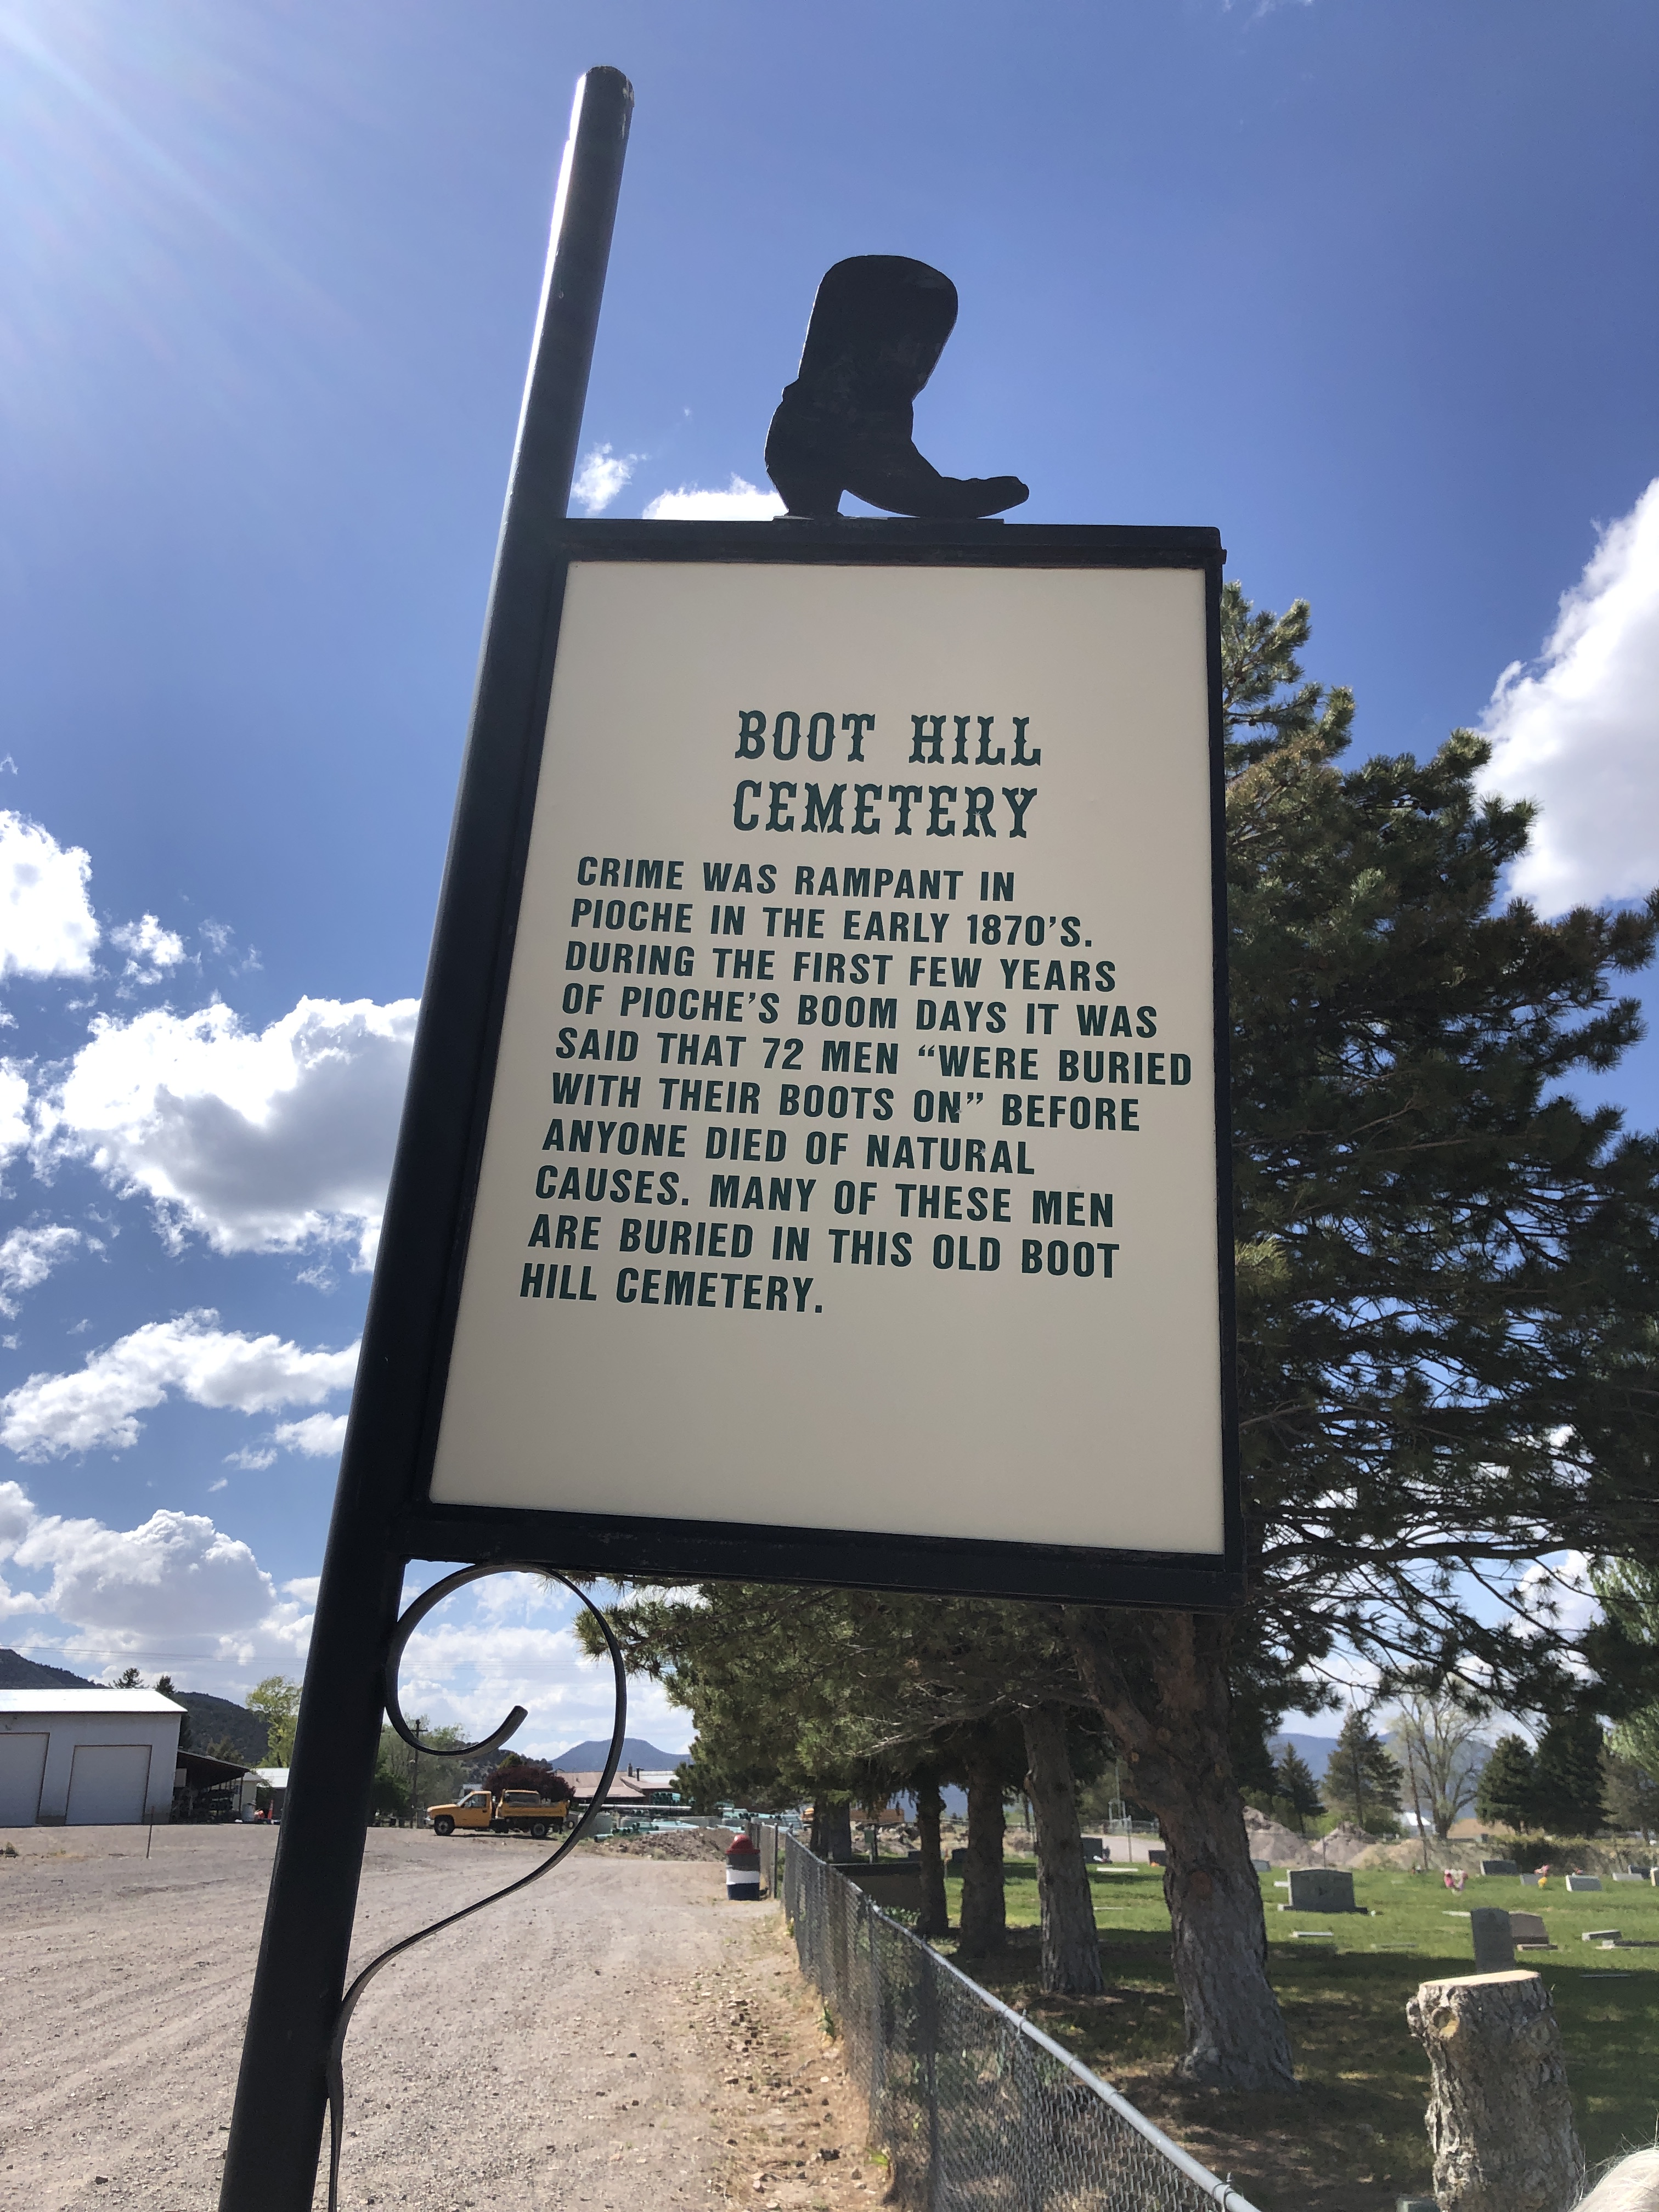 BOOT HILL
CEMETERY
CRIME WAS RAMPANT IN
PIOCHE IN THE EARLY 1870'S.
DURING THE FIRST FEW YEARS
OF PIOCHE'S BOOM DAYS IT WAS
SAID THAT 72 MEN “WERE BURIED
WITH THEIR BOOTS ON” BEFORE
ANYONE DIED OF NATURAL
CAUSES. MANY OF THESE MEN
ARE BURIED IN THIS OLD BOOT
HILL CEMETERY.